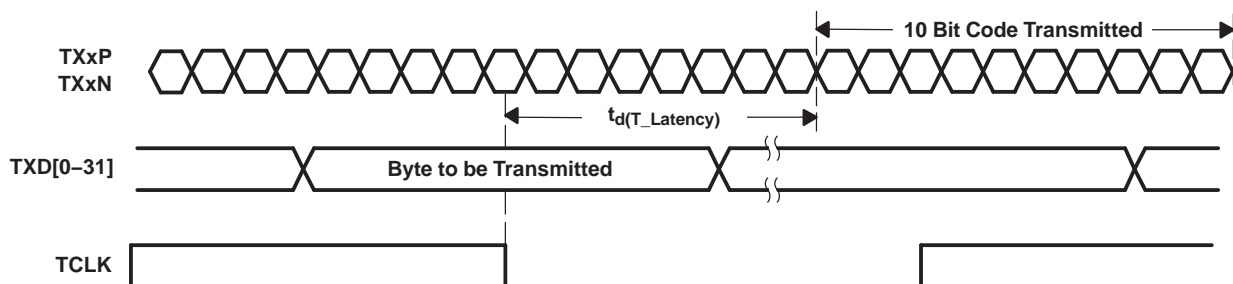 10 Bit Code Transmitted
TXxP
TXxN
td(T_Latency)
TXD[0–31]
Byte to be Transmitted
TCLK